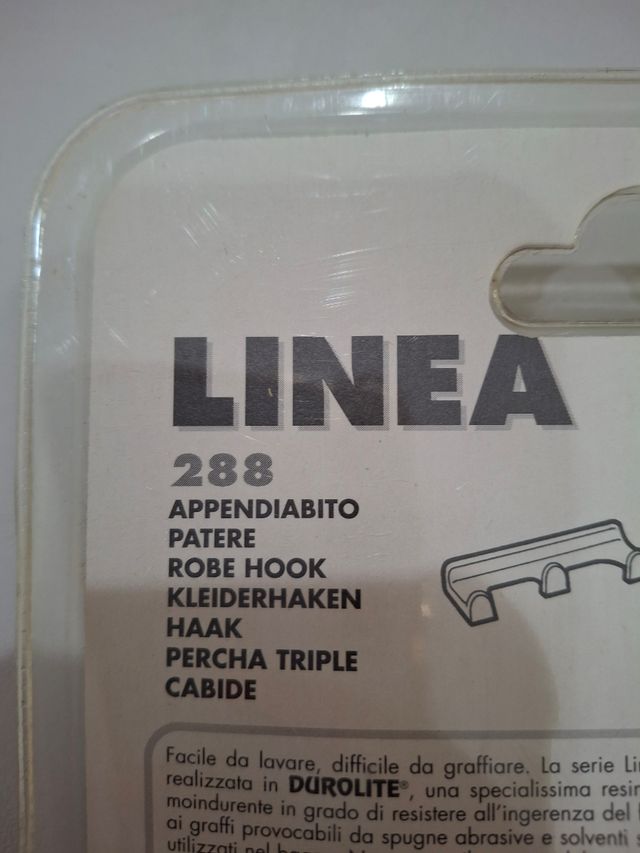 LINEA
288
APPENDIABITO
PATERE
ROBE HOOK
KLEIDERHAKEN
HAAK
PERCHA TRIPLE
CABIDE
Facile da lavare, difficile da graffiare. La serie
realizzata in DUROLITE®, una specialissima
moindurente in grado di resistere all'ingerenza del
ai graffi provocabili da spugne abrasive e solventi
utilizzati nel